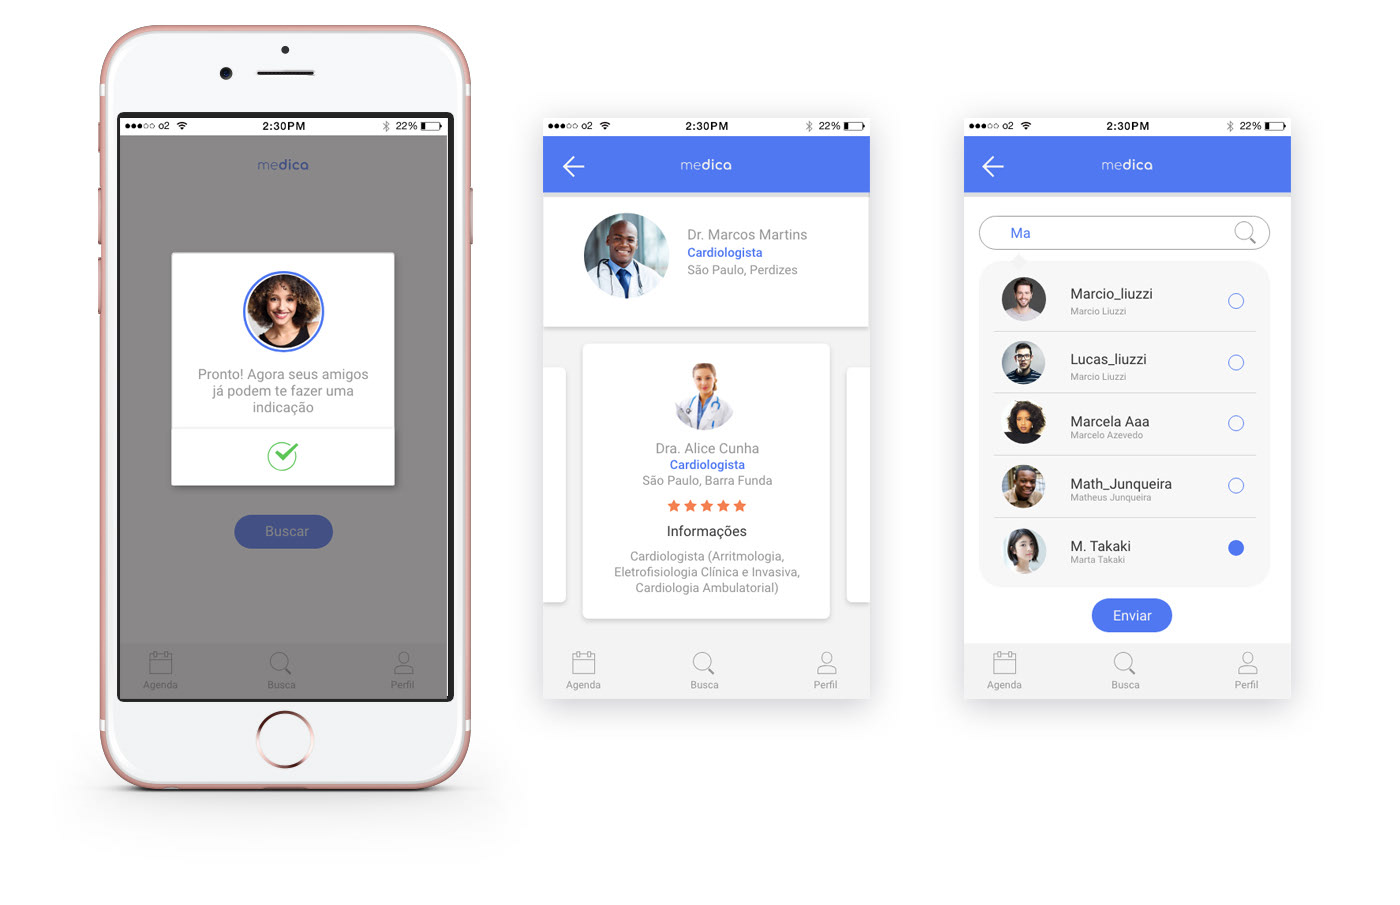 o2 2:30PM 22%
medica
Pronto! Agora seus amigos
já podem te fazer uma
indicação
Buscar
Agenda Busca Perfil
o2 2:30PM 22%
medica
Dr. Marcos Martins
Cardiologista
São Paulo, Perdizes
Dra. Alice Cunha
Cardiologista
São Paulo, Barra Funda
Informações
Cardiologista (Arritmologia,
Eletrofisiologia Clínica e Invasiva,
Cardiologia Ambulatorial)
Agenda Busca Perfil
o2 2:30PM 22%
medica
Ma
Marcio_liuzzi
Marcio Liuzzi
Lucas_liuzzi
Marcio Liuzzi
Marcela Aaa
Marcelo Azevedo
Math_Junqueira
Matheus Junqueira
M. Takaki
Marta Takaki
Enviar
Agenda Busca Perfil